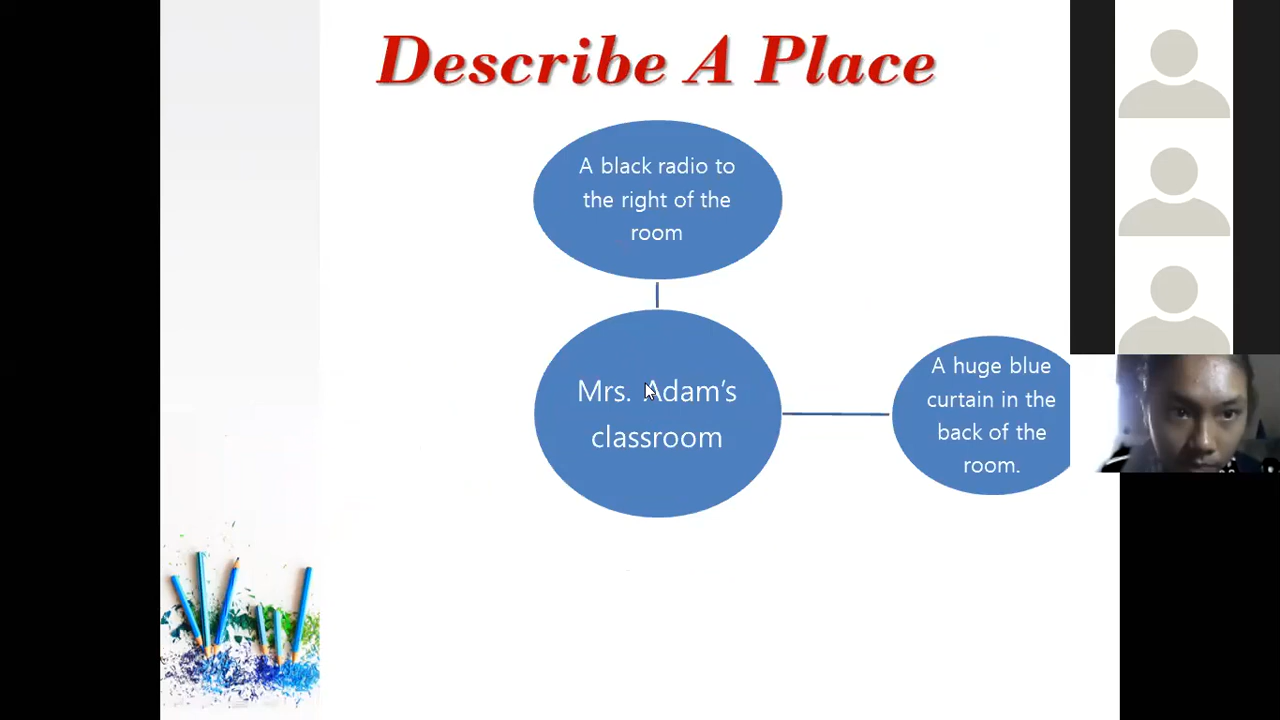 Describe A Place
A black radio to
the right of the
room
Mrs. Adam's
classroom
A huge blue
curtain in the
back of the
room.